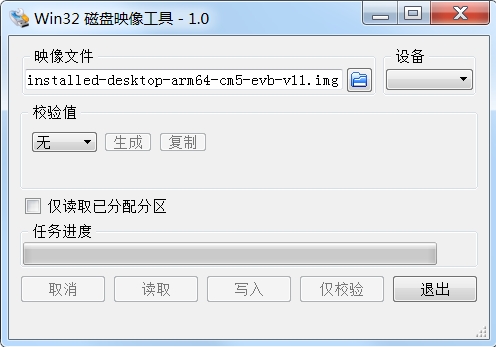 Win32 磁盘映像工具 - 1.0
映像文件
设备
installed-desktop-arm64-cm5-evb-v11.img
校验值
无
生成
复制
仅读取已分配分区
任务进度
取消
读取
写入
仅校验
退出